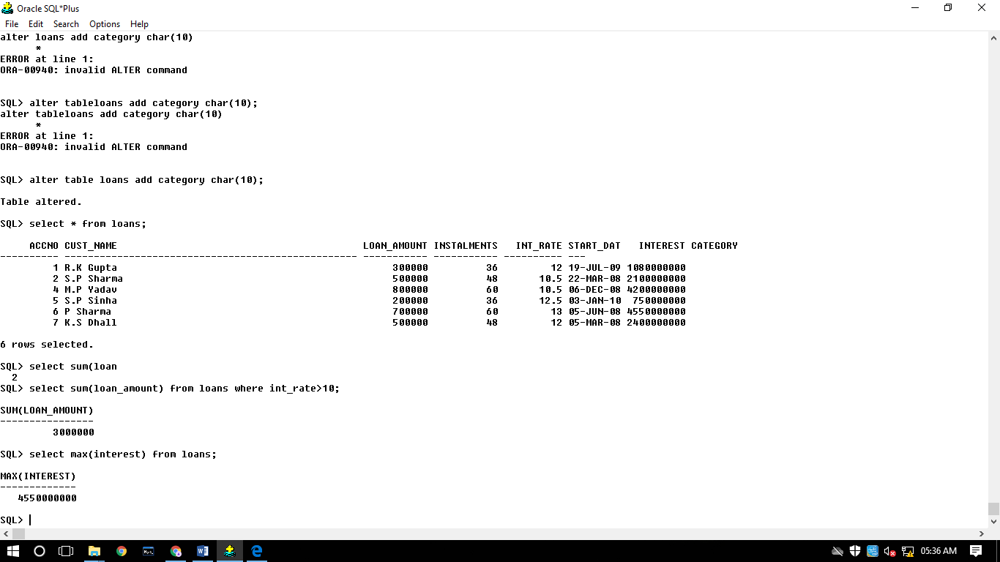 Oracle SQL*Plus
File Edit Search Options Help
alter loans add category char(10)
      *
ERROR at line 1:
ORA-00940: invalid ALTER command
SQL> alter tableloans add category char(10);
alter tableloans add category char(10)
      *
ERROR at line 1:
ORA-00940: invalid ALTER command
SQL> alter table loans add category char(10);
Table altered.
SQL> select * from loans;
     ACCNO CUST_NAME                                          LOAN_AMOUNT INSTALMENTS   INT_RATE START_DAT   INTEREST CATEGORY
---------- -------------------------------------------------- ----------- ----------- ---------- ---
         1 R.K Gupta                                               300000          36         12 19-JUL-09 1080000000
         2 S.P Sharma                                              500000          48       10.5 22-MAR-08 2100000000
         4 M.P Yadav                                               800000          60       10.5 06-DEC-08 4200000000
         5 S.P Sinha                                               200000          36       12.5 03-JAN-10  750000000
         6 P Sharma                                                700000          60         13 05-JUN-08 4550000000
         7 K.S Dhall                                               500000          48         12 05-MAR-08 2400000000
6 rows selected.
SQL> select sum(loan
  2
SQL> select sum(loan_amount) from loans where int_rate>10;
SUM(LOAN_AMOUNT)
----------------
         3000000
SQL> select max(interest) from loans;
MAX(INTEREST)
-------------
   4550000000
SQL>
05:36 AM